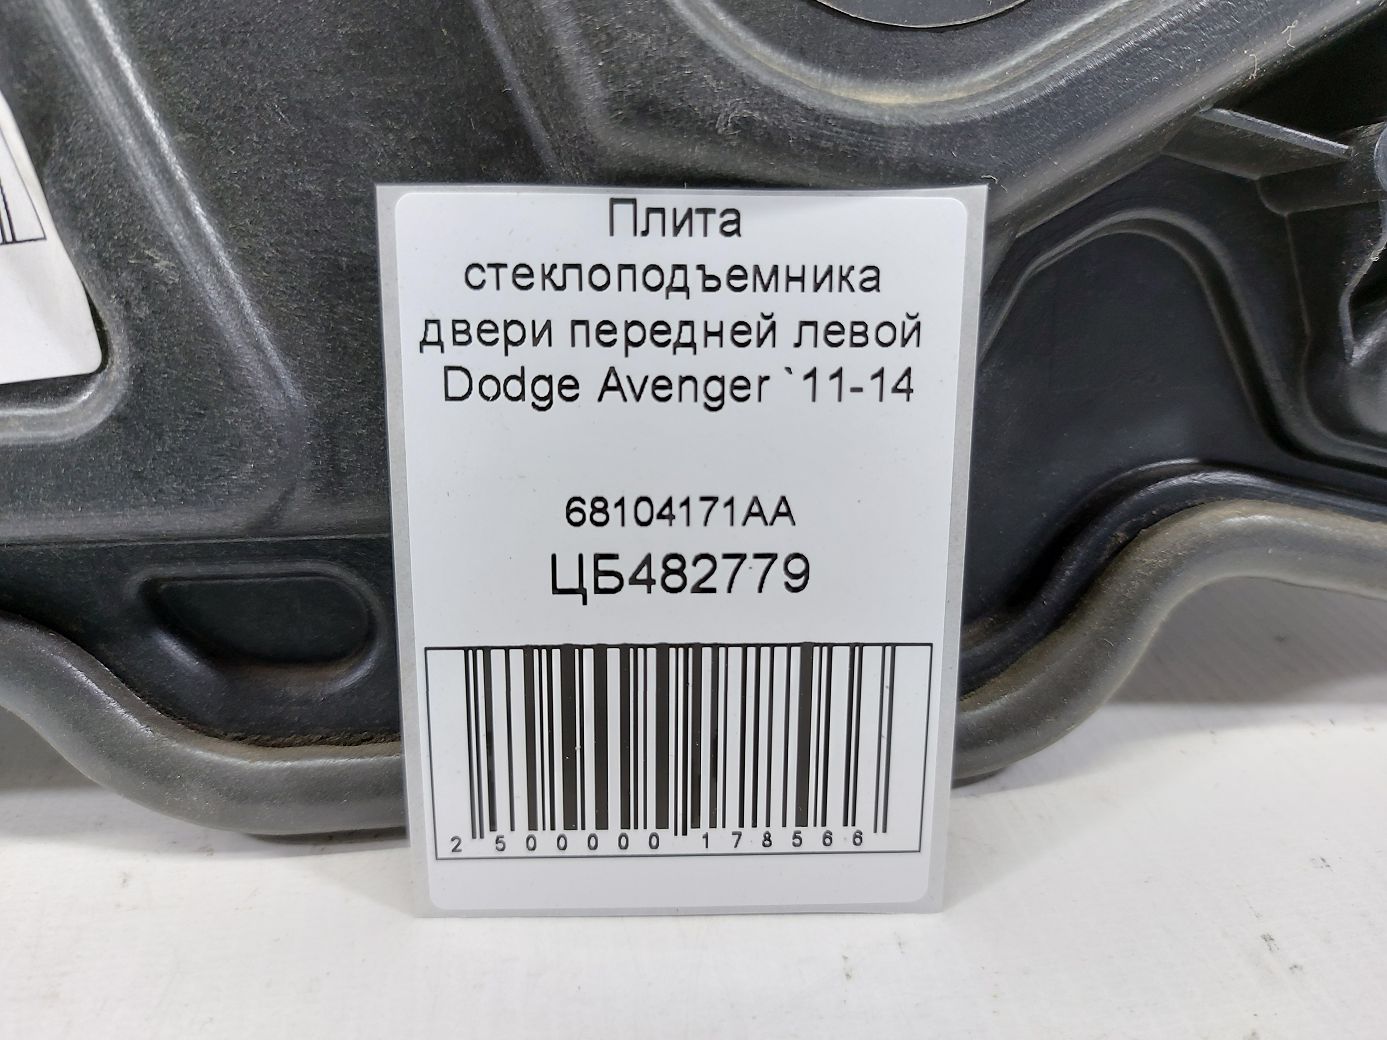 Плита
стеклоподъемника
двери передней левой
Dodge Avenger `11-14
68104171AA
ЦБ482779
2 500000 178566